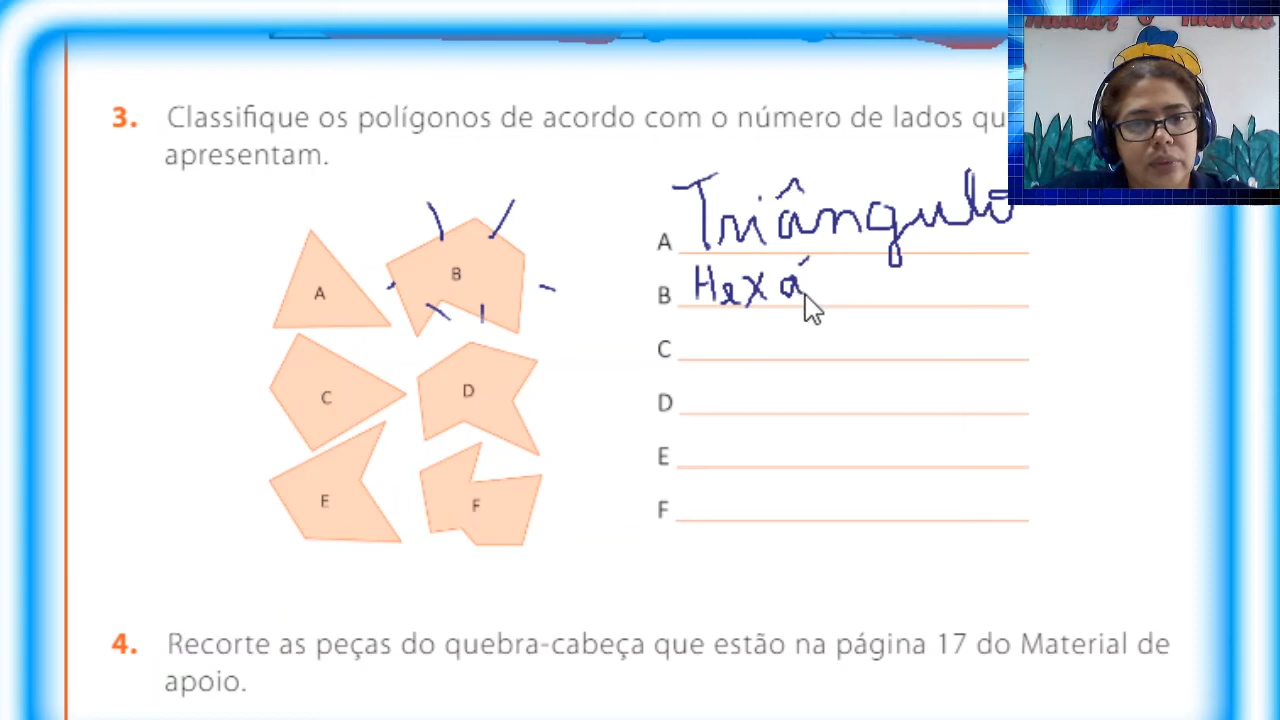 3. Classifique os polígonos de acordo com o número de lados qu
apresentam.
A
B
C
D
E
F
A Triângulo
B Hexá
C
D
E
F
4. Recorte as peças do quebra-cabeça que estão na página 17 do Material de
apoio.